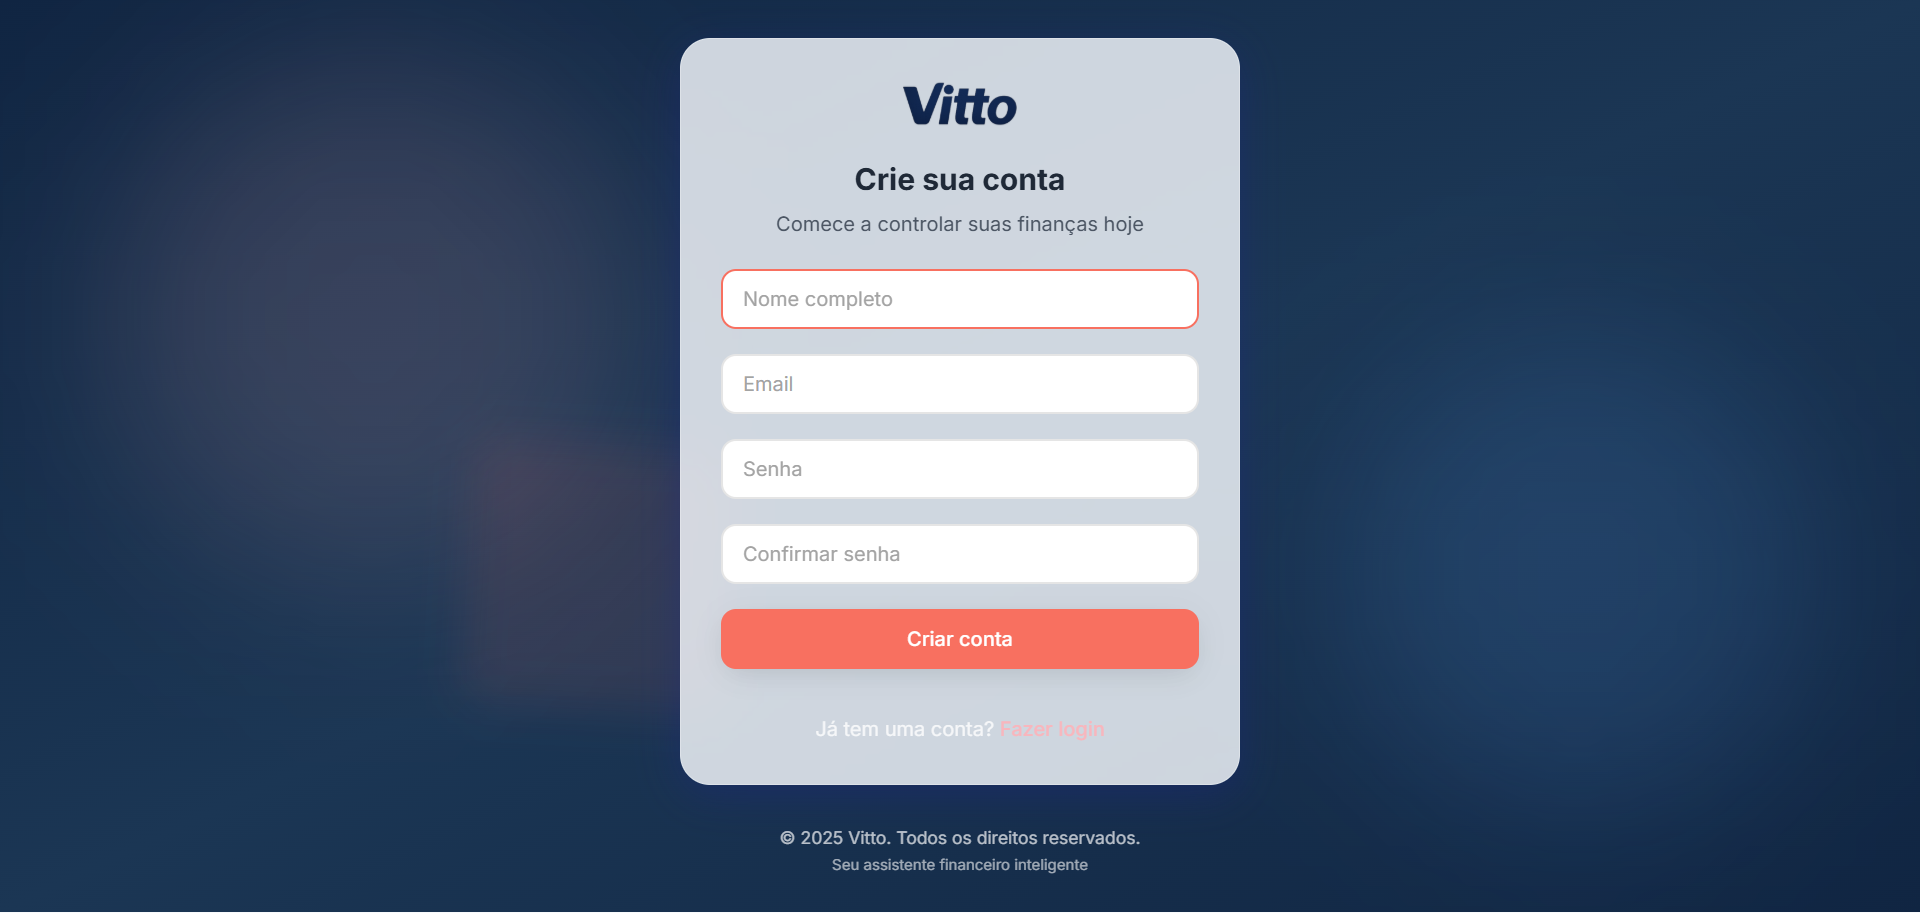 Vitto
Crie sua conta
Comece a controlar suas finanças hoje
Nome completo
Email
Senha
Confirmar senha
Criar conta
Já tem uma conta? Fazer login
© 2025 Vitto. Todos os direitos reservados.
Seu assistente financeiro inteligente